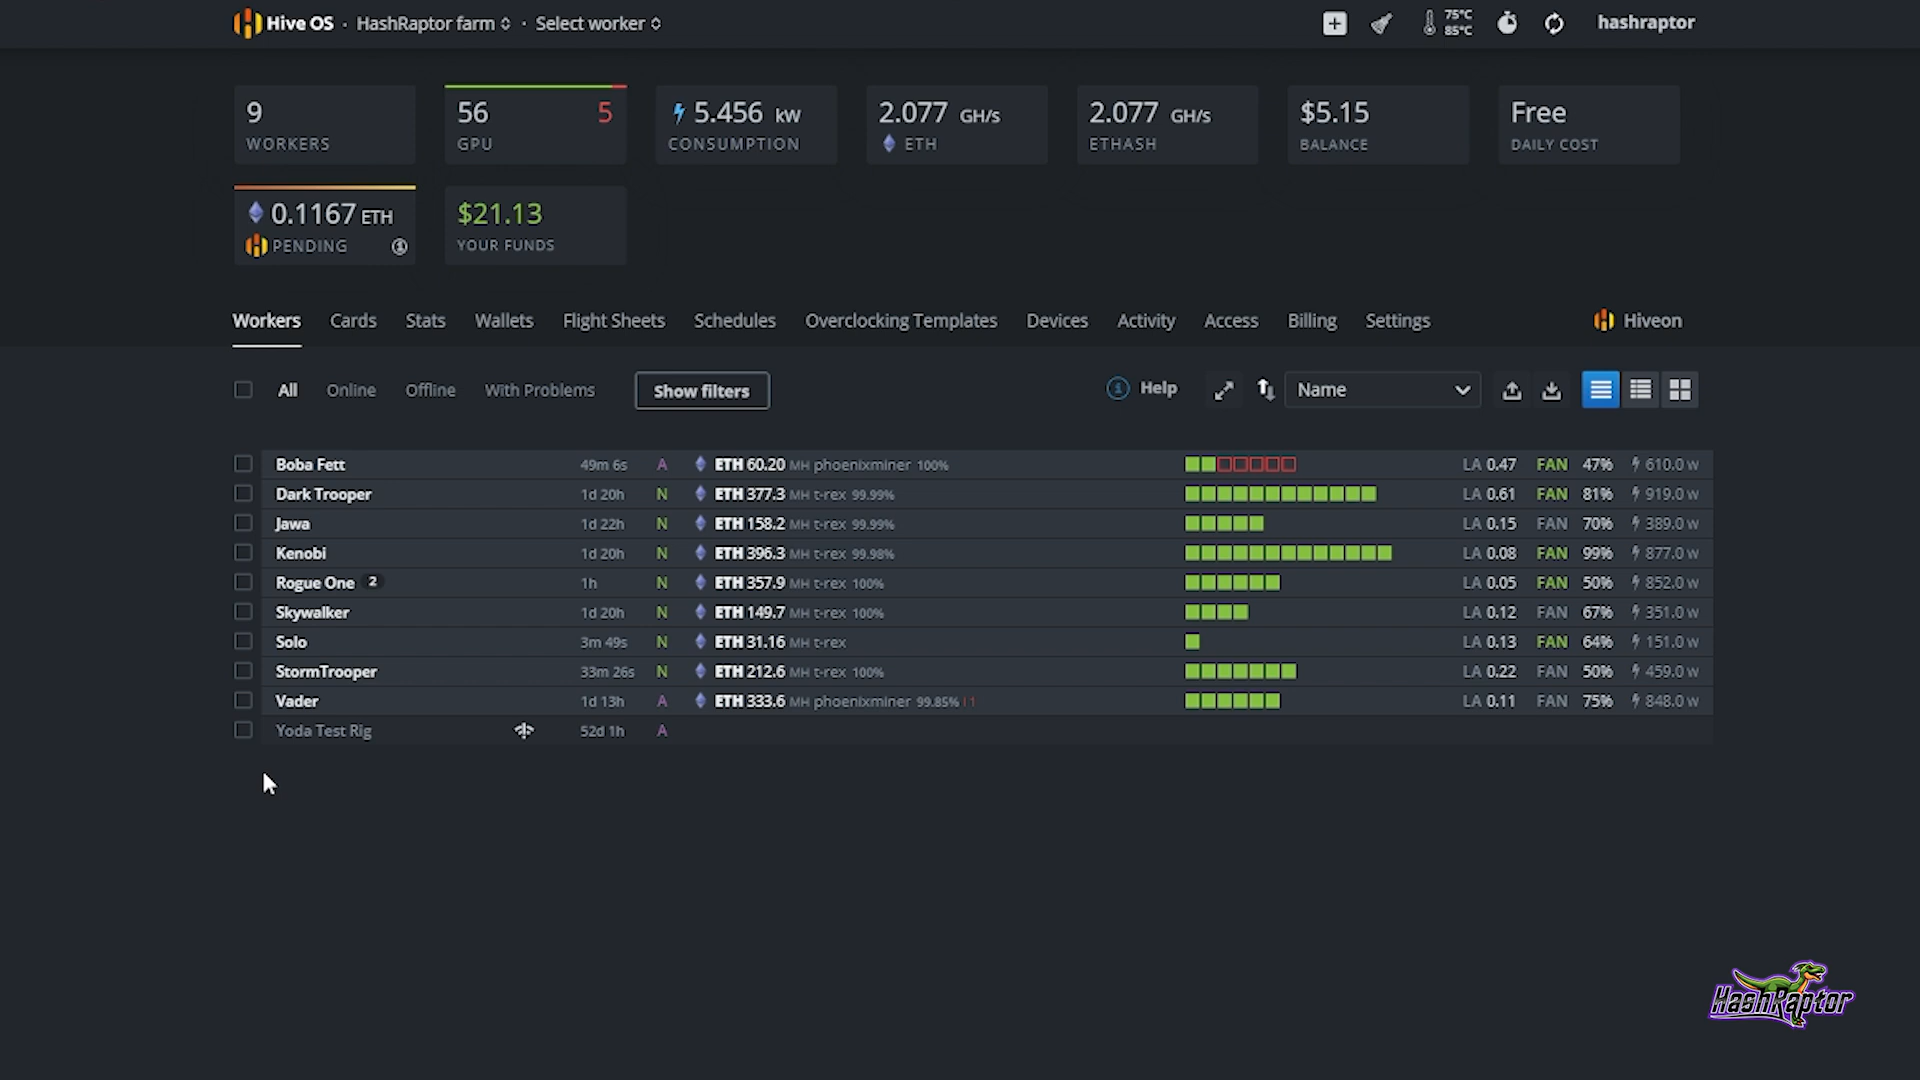 Hive OS · HashRaptor farm · Select worker 75°C 85°C hashraptor
9 WORKERS
56 5 GPU
5.456 kW CONSUMPTION
2.077 GH/s ETH
2.077 GH/s ETHASH
$5.15 BALANCE
Free DAILY COST
0.1167 ETH PENDING
$21.13 YOUR FUNDS
Workers Cards Stats Wallets Flight Sheets Schedules Overclocking Templates Devices Activity Access Billing Settings Hiveon
All Online Offline With Problems Show filters Help Name
Boba Fett 49m 6s A ETH 60.20 MH phoenixminer 100% LA 0.47 FAN 47% 610.0 W
Dark Trooper 1d 20h N ETH 377.3 MH t-rex 99.99% LA 0.61 FAN 81% 919.0 W
Jawa 1d 22h N ETH 158.2 MH t-rex 99.99% LA 0.15 FAN 70% 389.0 W
Kenobi 1d 20h N ETH 396.3 MH t-rex 99.98% LA 0.08 FAN 99% 877.0 W
Rogue One 2 1h N ETH 357.9 MH t-rex 100% LA 0.05 FAN 50% 852.0 W
Skywalker 1d 20h N ETH 149.7 MH t-rex 100% LA 0.12 FAN 67% 351.0 W
Solo 3m 49s N ETH 31.16 MH t-rex LA 0.13 FAN 64% 151.0 W
StormTrooper 33m 26s N ETH 212.6 MH t-rex 100% LA 0.22 FAN 50% 459.0 W
Vader 1d 13h A ETH 333.6 MH phoenixminer 99.85% I 1 LA 0.11 FAN 75% 848.0 W
Yoda Test Rig 52d 1h A
HashRaptor